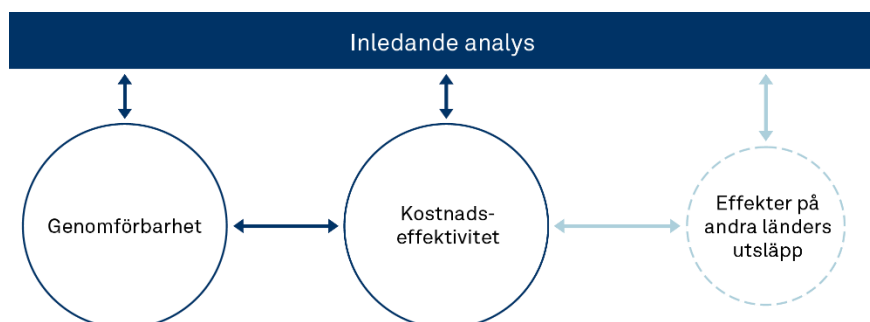 Inledande analys
Genomförbarhet
Kostnads-
effektivitet
Effekter på
andra länders
utsläpp